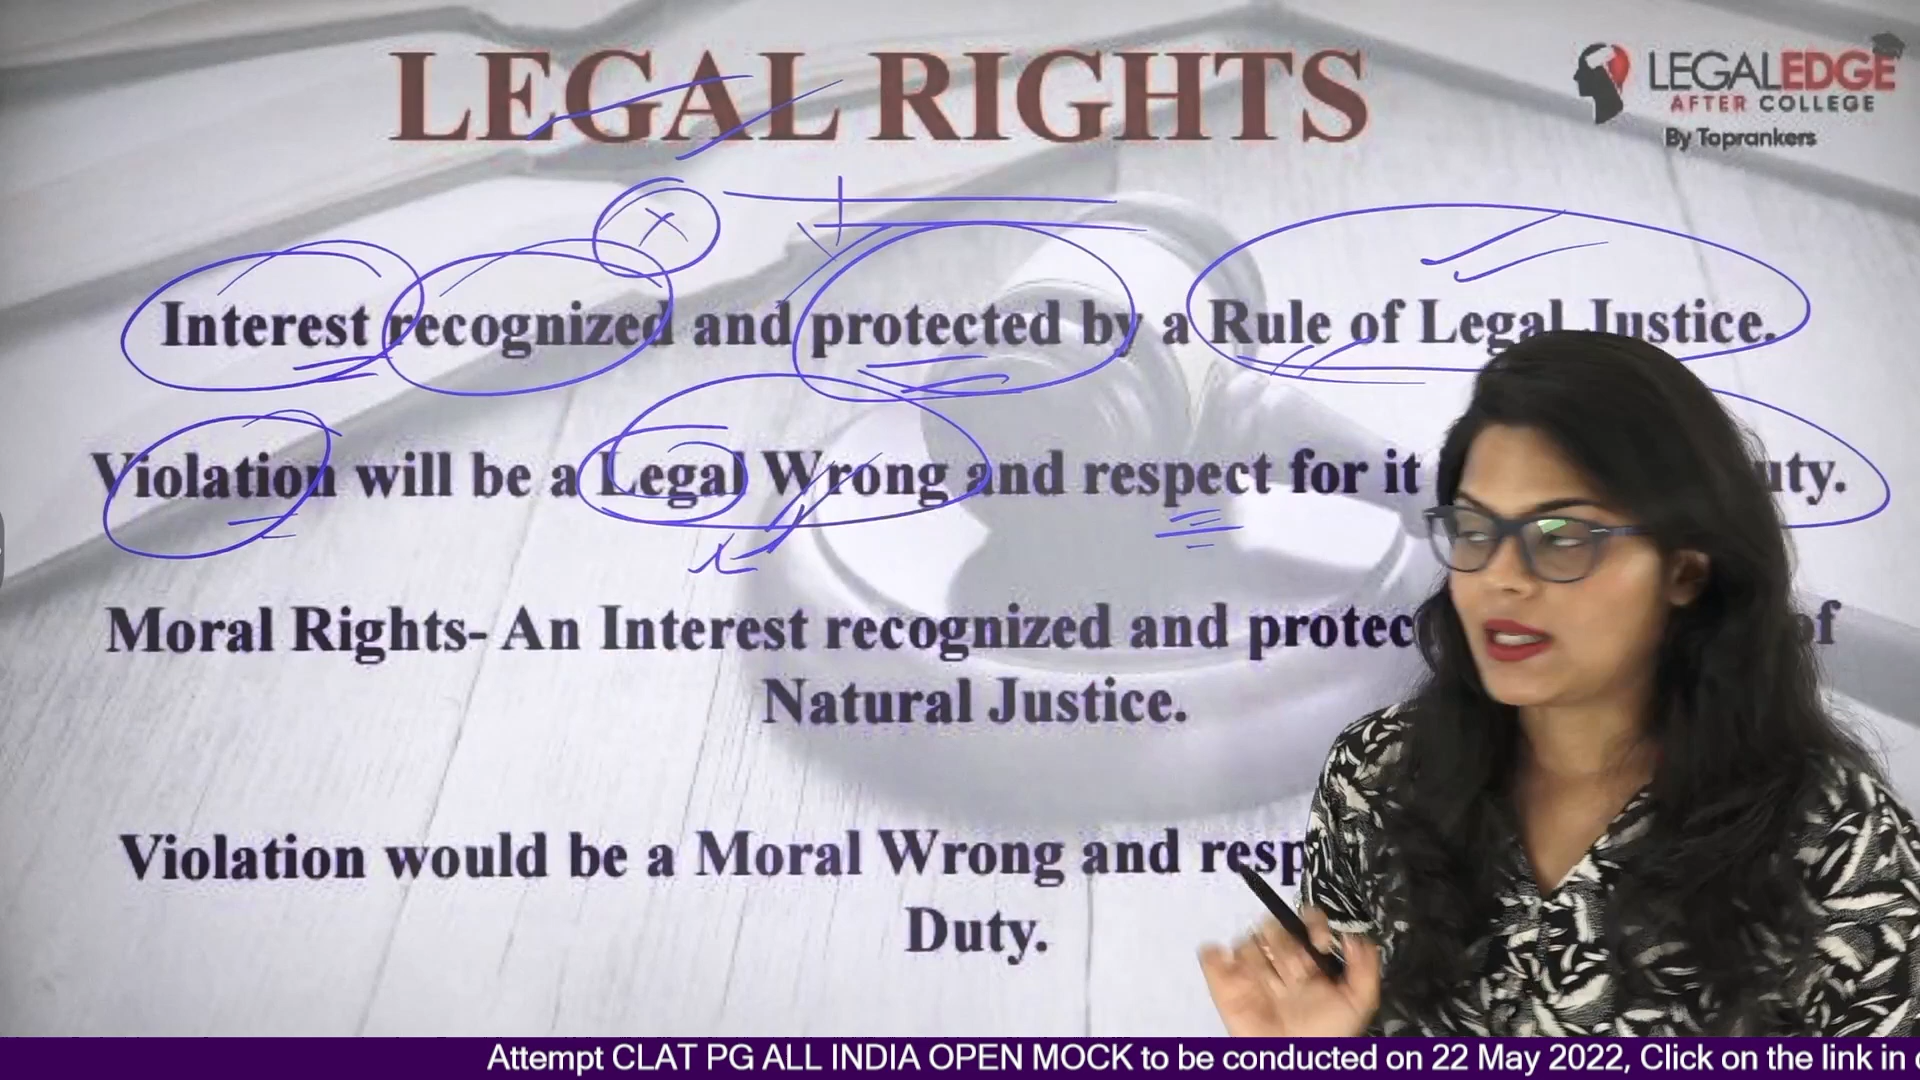 LEGAL RIGHTS
LEGALEDGE
AFTER COLLEGE
By Toprankers
Interest recognized and protected by a Rule of Legal Justice.
Violation will be a Legal Wrong and respect for it
Moral Rights- An Interest recognized and of
Natural Justice.
Violation would be a Moral Wrong and
Duty.
Attempt CLAT PG ALL INDIA OPEN MOCK to be conducted on 22 May 2022, Click on the link in